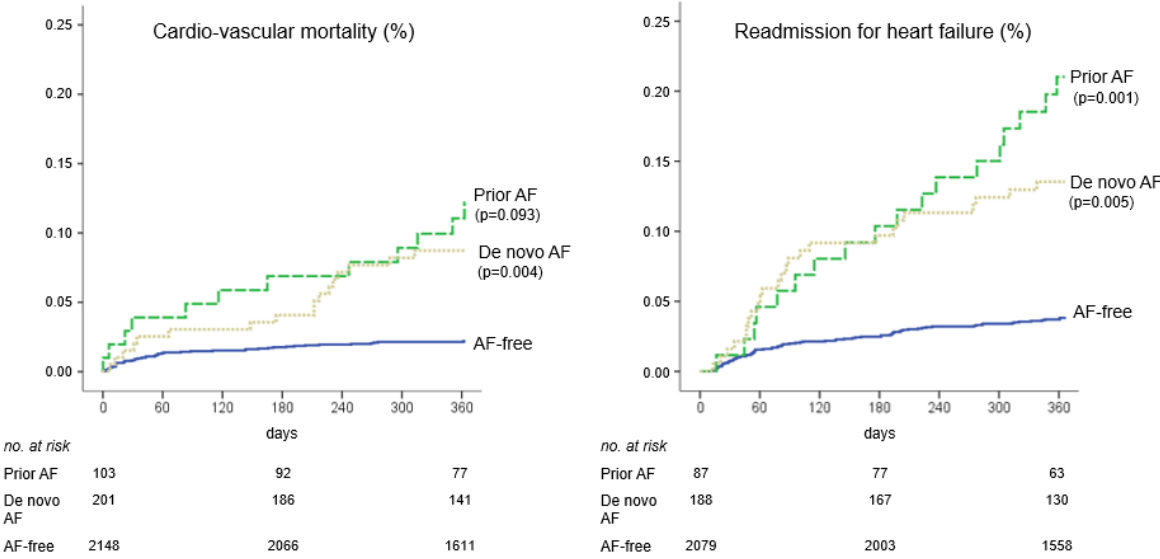 Cardio-vascular mortality (%)
0.25
0.20
0.15
0.10
0.05
0.00
Prior AF
(p=0.093)
De novo AF
(p=0.004)
AF-free
0 60 120 180 240 300 360
days
no. at risk
Prior AF 103 92 77
De novo AF 201 186 141
AF-free 2148 2066 1611
Readmission for heart failure (%)
0.25
0.20
0.15
0.10
0.05
0.00
Prior AF
(p=0.001)
De novo AF
(p=0.005)
AF-free
0 60 120 180 240 300 360
days
no. at risk
Prior AF 87 77 63
De novo AF 188 167 130
AF-free 2079 2003 1558